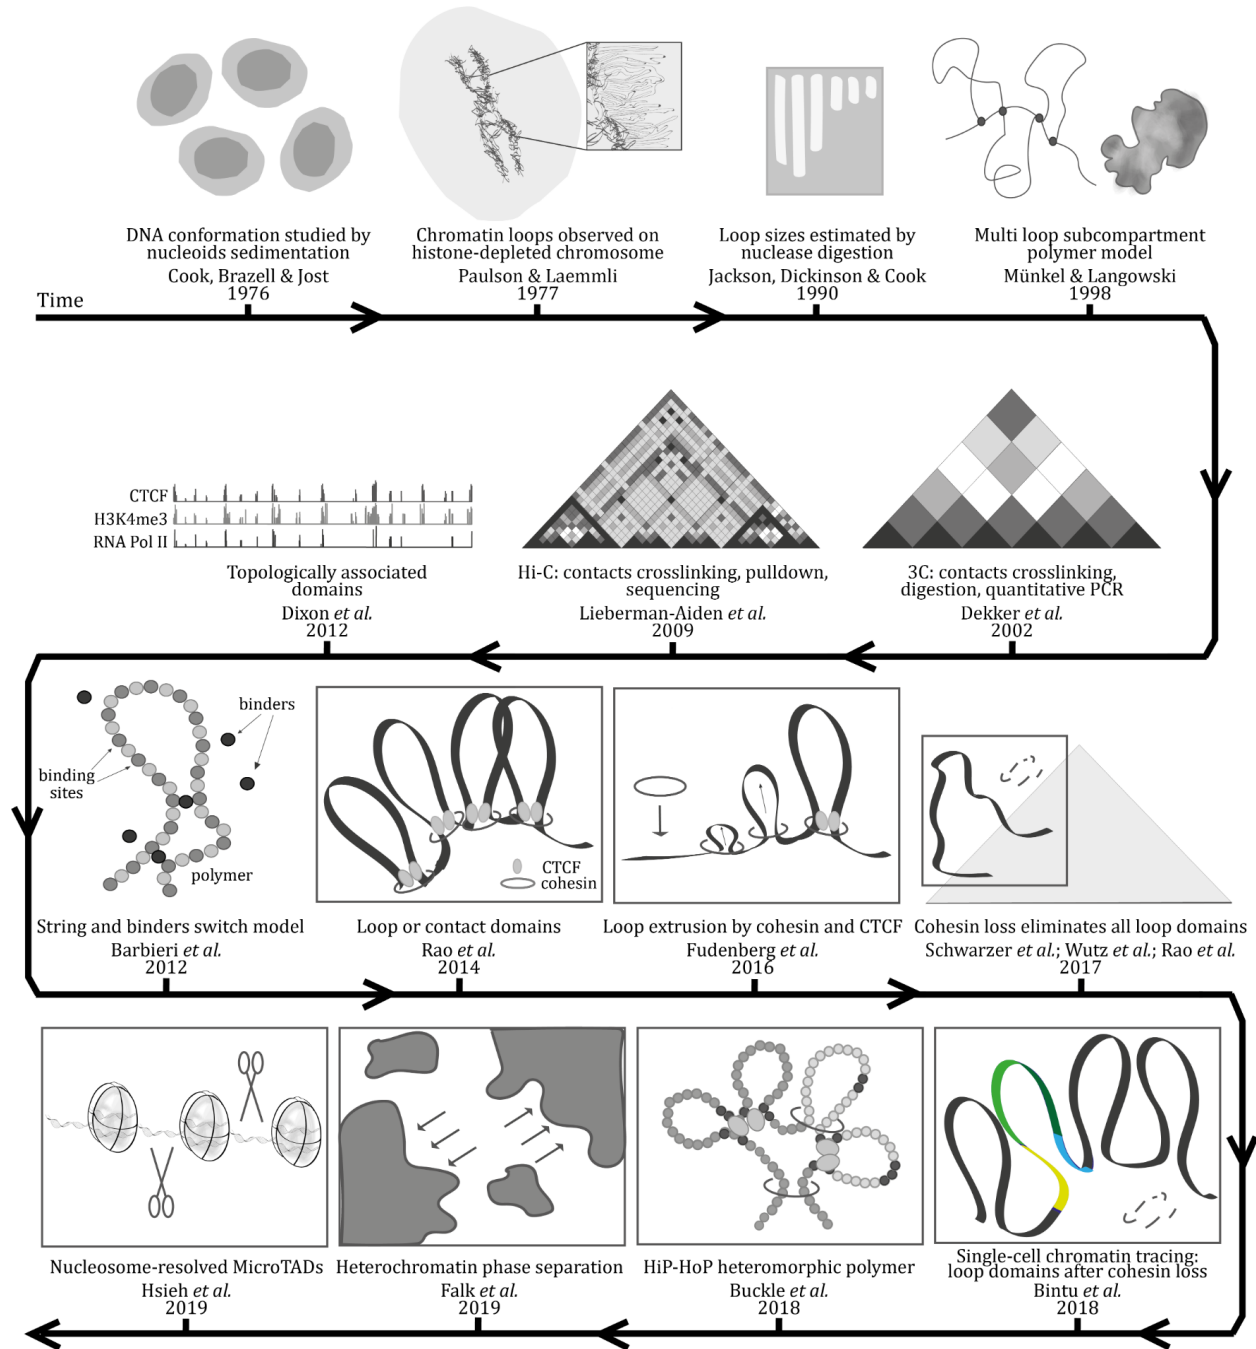 DNA conformation studied by
nucleoids sedimentation
Cook, Brazell & Jost
1976
Chromatin loops observed on
histone-depleted chromosome
Paulson & Laemmli
1977
Loop sizes estimated by
nuclease digestion
Jackson, Dickinson & Cook
1990
Multi loop subcompartment
polymer model
Münkel & Langowski
1998
Time
CTCF
H3K4me3
RNA Pol II
Topologically associated
domains
Dixon et al.
2012
Hi-C: contacts crosslinking, pulldown,
sequencing
Lieberman-Aiden et al.
2009
3C: contacts crosslinking,
digestion, quantitative PCR
Dekker et al.
2002
binders
binding
sites
polymer
String and binders switch model
Barbieri et al.
2012
CTCF
cohesin
Loop or contact domains
Rao et al.
2014
Loop extrusion by cohesin and CTCF
Fudenberg et al.
2016
Cohesin loss eliminates all loop domains
Schwarzer et al.; Wutz et al.; Rao et al.
2017
Nucleosome-resolved MicroTADs
Hsieh et al.
2019
Heterochromatin phase separation
Falk et al.
2019
HiP-HoP heteromorphic polymer
Buckle et al.
2018
Single-cell chromatin tracing:
loop domains after cohesin loss
Bintu et al.
2018